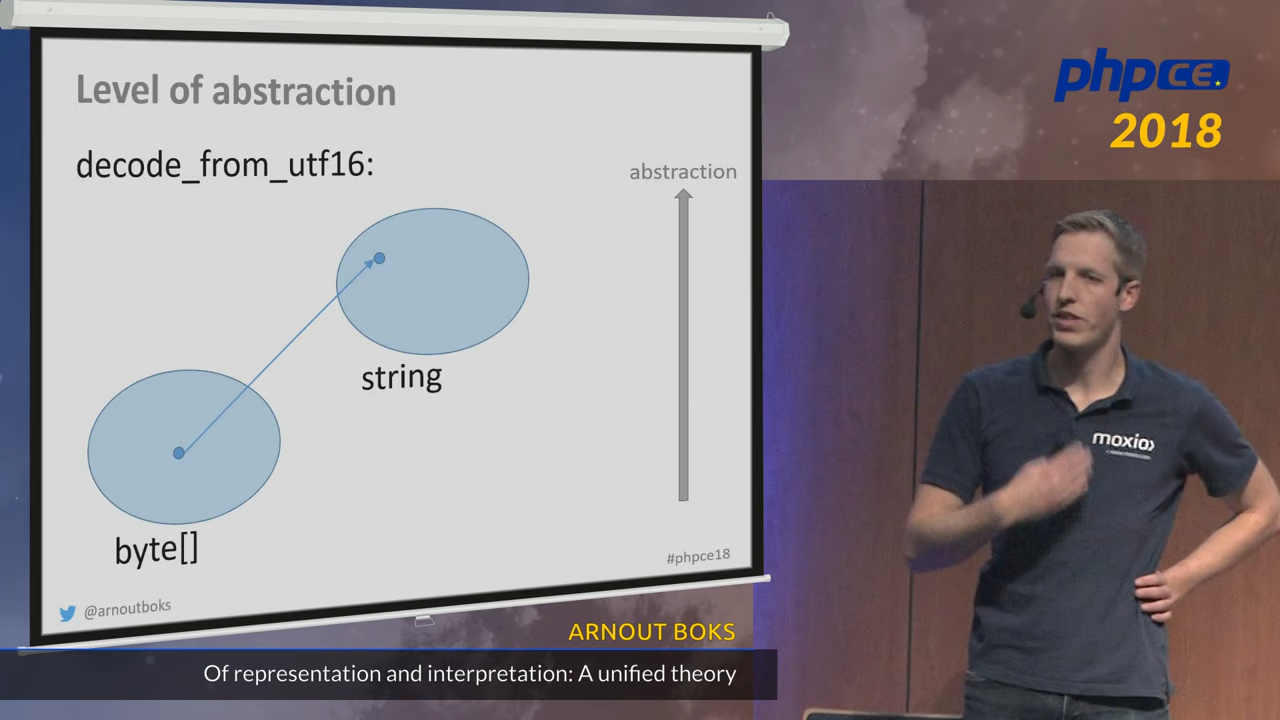 Level of abstraction
decode_from_utf16:
abstraction
string
byte[]
#phpce18
@arnoutboks
ARNOUT BOKS
Of representation and interpretation: A unified theory
phpce.
2018
moxio